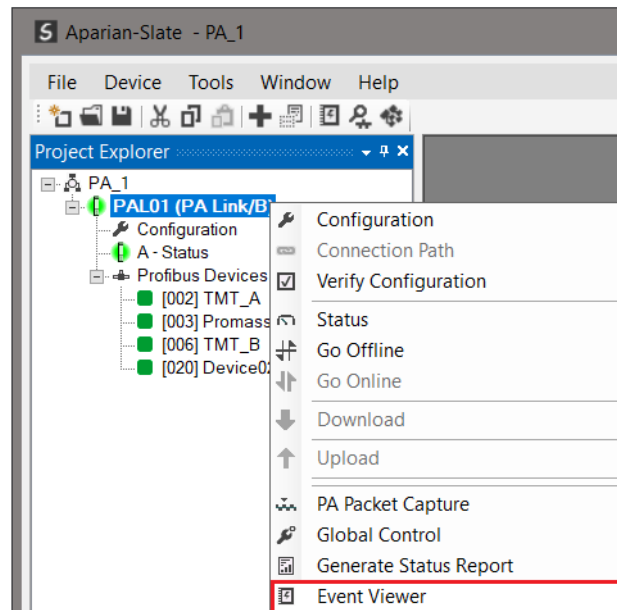 S Aparian-Slate - PA_1
File Device Tools Window Help
Project Explorer
PA_1
PAL01 (PA Link/B)
Configuration
A - Status
Profibus Devices
[002] TMT_A
[003] Promass
[006] TMT_B
[020] Device02
Configuration
Connection Path
Verify Configuration
Status
Go Offline
Go Online
Download
Upload
PA Packet Capture
Global Control
Generate Status Report
Event Viewer